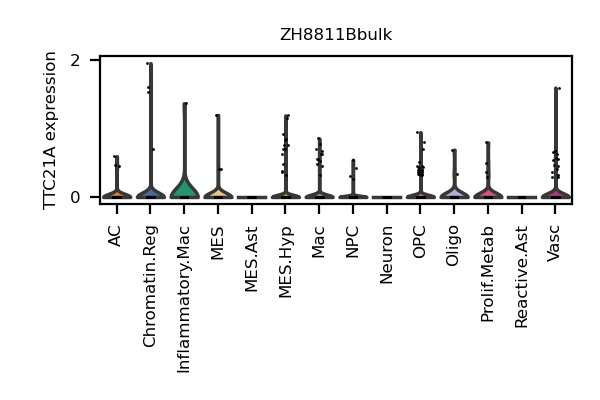 ZH8811Bbulk
TTC21A expression
2
0
AC
Chromatin.Reg
Inflammatory.Mac
MES
MES.Ast
MES.Hyp
Mac
NPC
Neuron
OPC
Oligo
Prolif.Metab
Reactive.Ast
Vasc